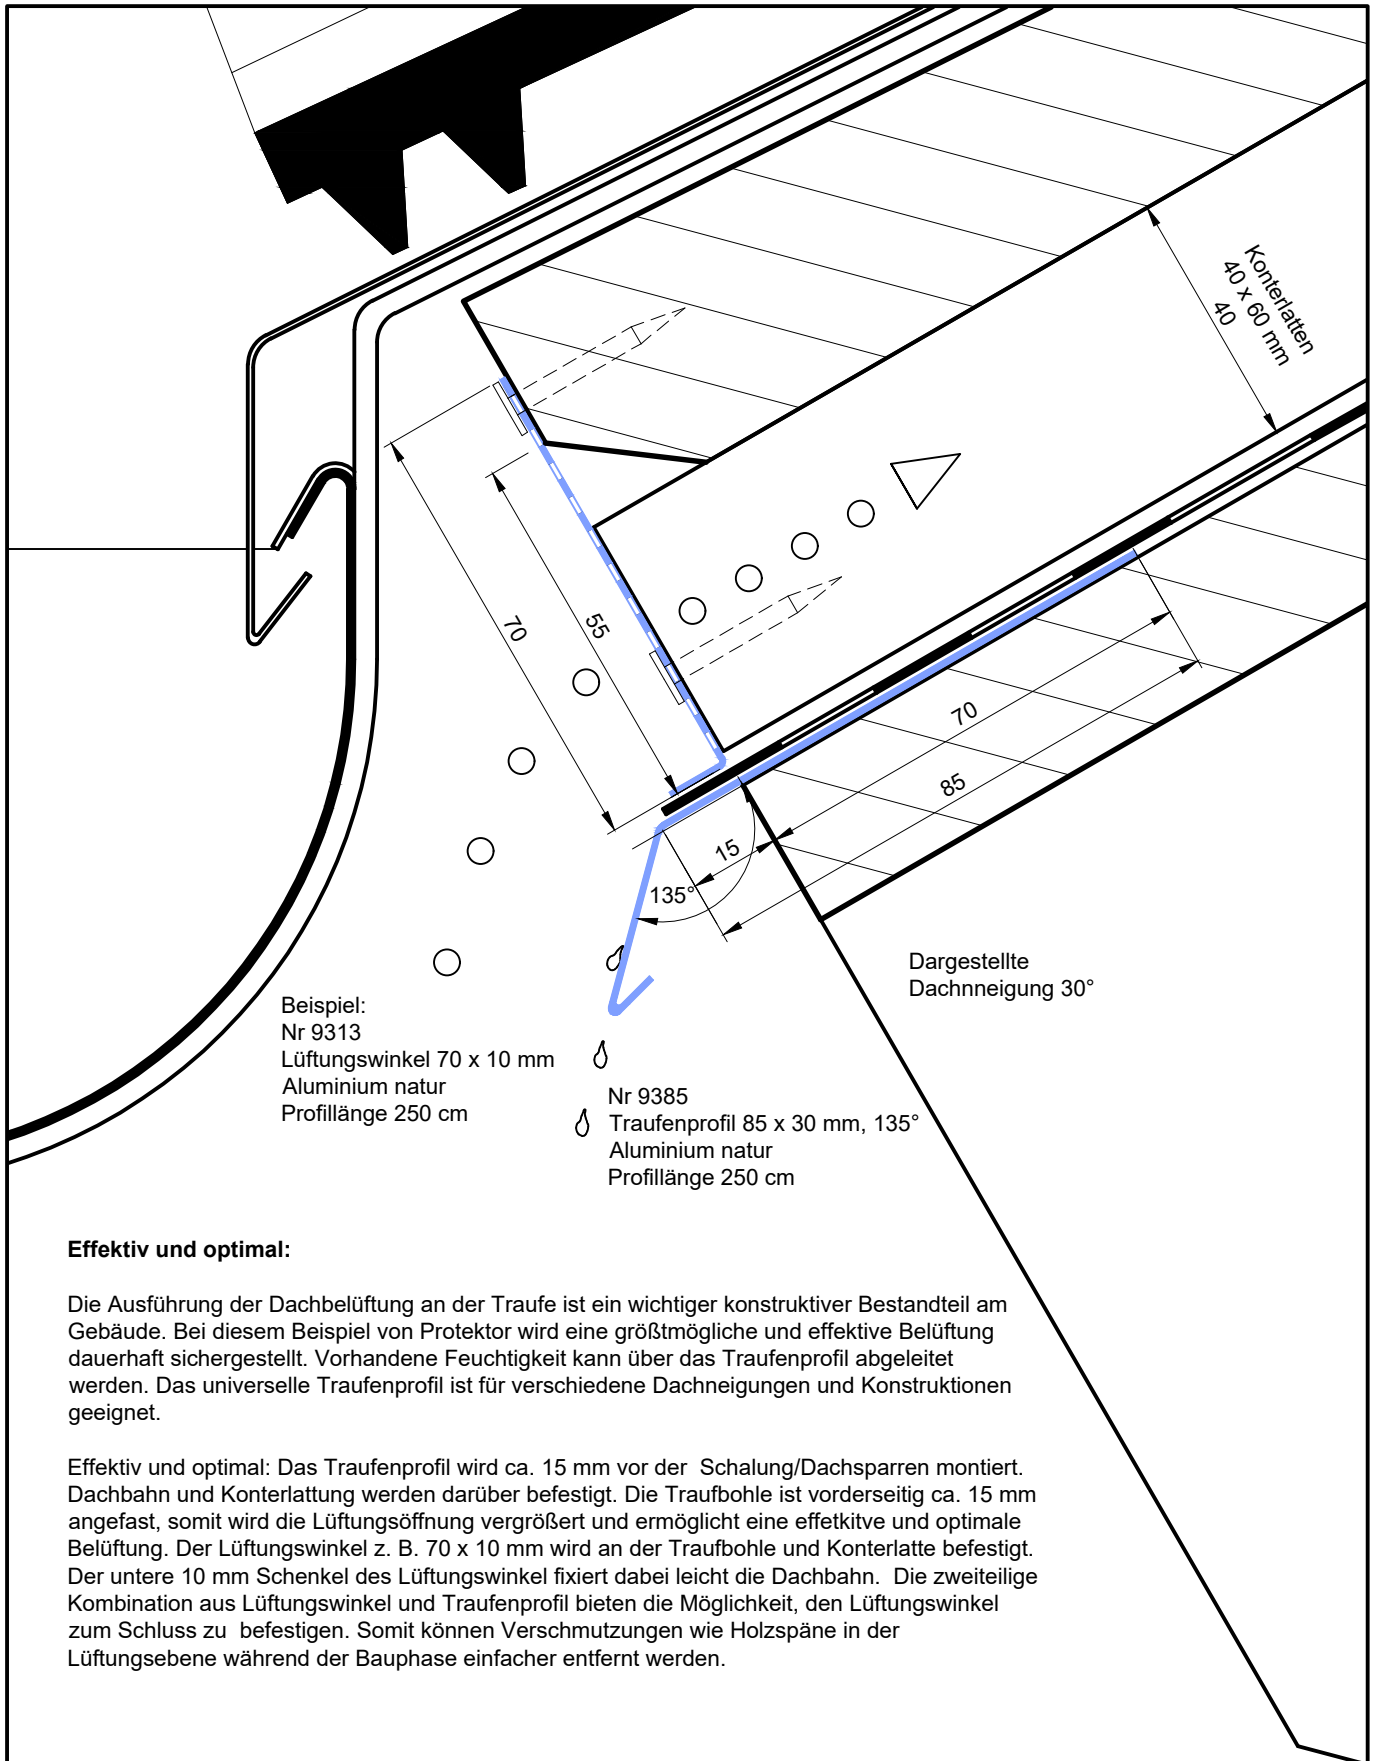 Konterlatten
40 x 60 mm
40
70
55
70
85
15
135°
Dargestellte
Dachnneigung 30°
Beispiel:
Nr 9313
Lüftungswinkel 70 x 10 mm
Aluminium natur
Profillänge 250 cm
Nr 9385
Traufenprofil 85 x 30 mm, 135°
Aluminium natur
Profillänge 250 cm
Effektiv und optimal:
Die Ausführung der Dachbelüftung an der Traufe ist ein wichtiger konstruktiver Bestandteil am
Gebäude. Bei diesem Beispiel von Protektor wird eine größtmögliche und effektive Belüftung
dauerhaft sichergestellt. Vorhandene Feuchtigkeit kann über das Traufenprofil abgeleitet
werden. Das universelle Traufenprofil ist für verschiedene Dachneigungen und Konstruktionen
geeignet.
Effektiv und optimal: Das Traufenprofil wird ca. 15 mm vor der  Schalung/Dachsparren montiert.
Dachbahn und Konterlattung werden darüber befestigt. Die Traufbohle ist vorderseitig ca. 15 mm
angefast, somit wird die Lüftungsöffnung vergrößert und ermöglicht eine effetkitve und optimale
Belüftung. Der Lüftungswinkel z. B. 70 x 10 mm wird an der Traufbohle und Konterlatte befestigt.
Der untere 10 mm Schenkel des Lüftungswinkel fixiert dabei leicht die Dachbahn.  Die zweiteilige
Kombination aus Lüftungswinkel und Traufenprofil bieten die Möglichkeit, den Lüftungswinkel
zum Schluss zu  befestigen. Somit können Verschmutzungen wie Holzspäne in der
Lüftungsebene während der Bauphase einfacher entfernt werden.